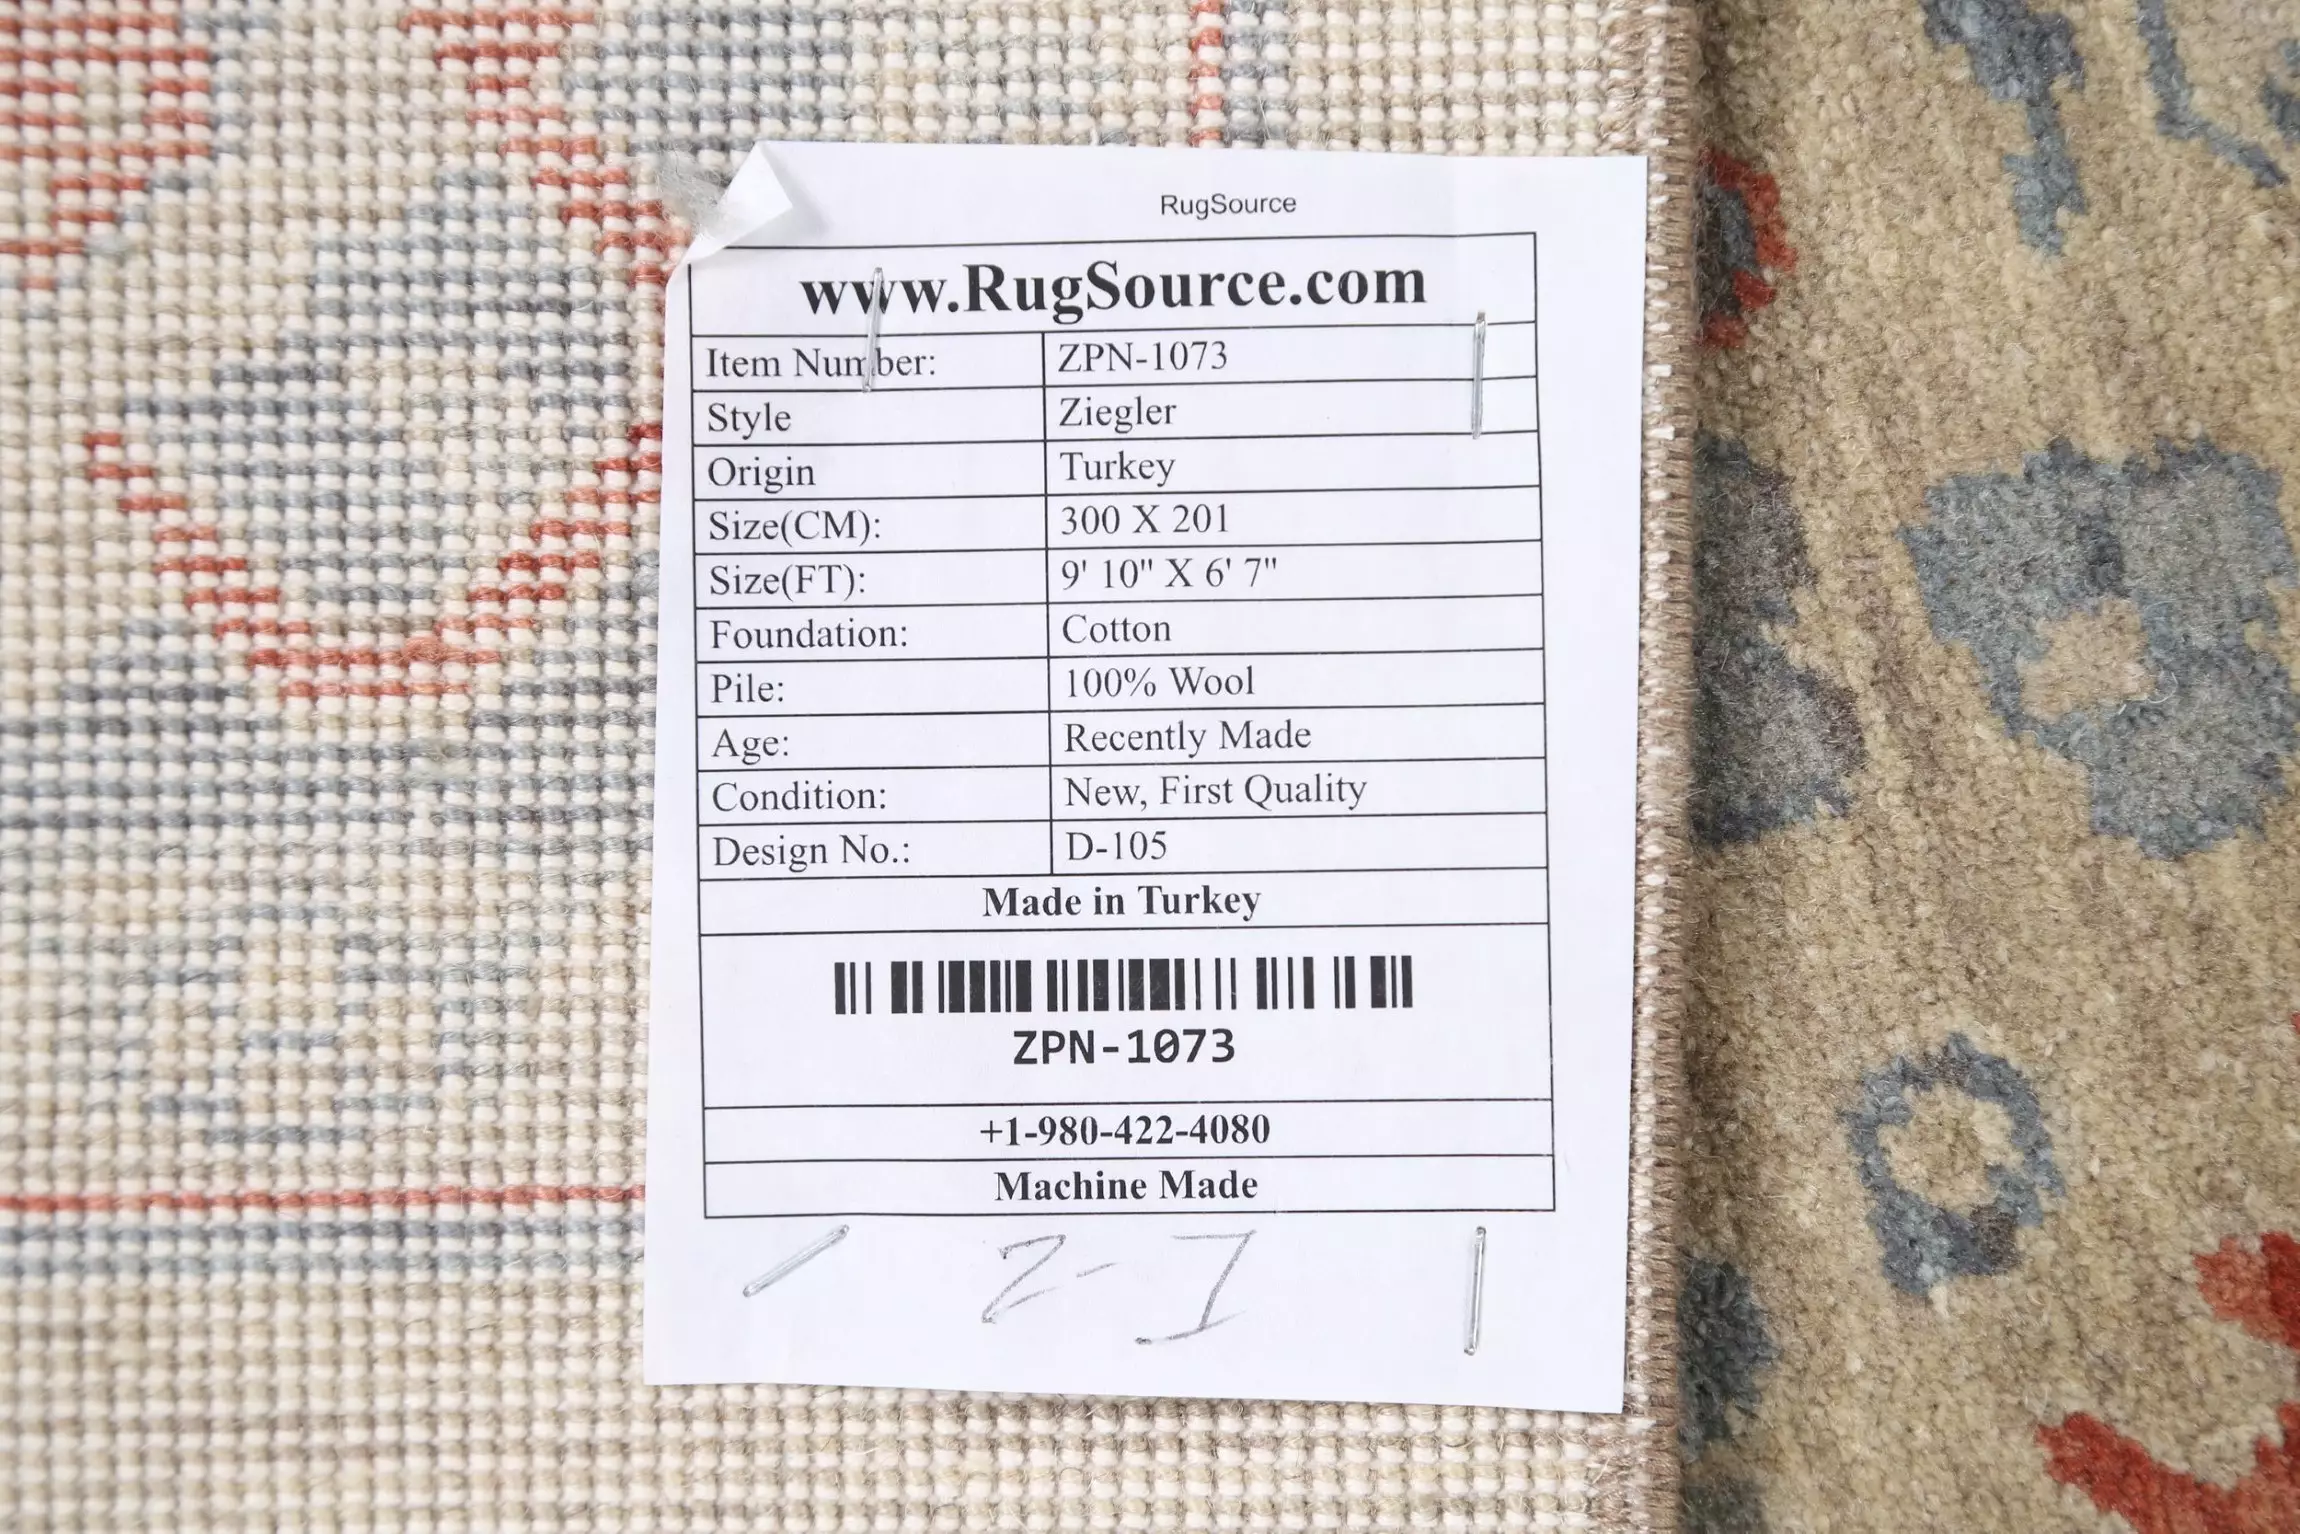 RugSource
www.RugSource.com
Item Number: ZPN-1073
Style Ziegler
Origin Turkey
Size(CM): 300 X 201
Size(FT): 9' 10" X 6' 7"
Foundation: Cotton
Pile: 100% Wool
Age: Recently Made
Condition: New, First Quality
Design No.: D-105
Made in Turkey
ZPN-1073
+1-980-422-4080
Machine Made